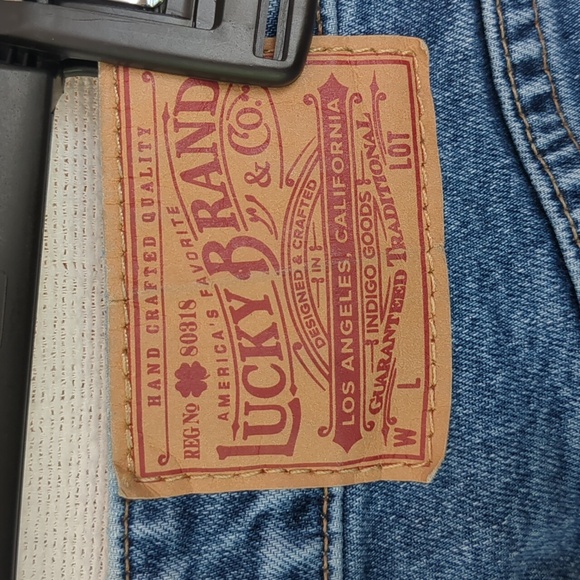 HAND CRAFTED QUALITY
REG No 80318
AMERICA'S FAVORITE
LUCKY BRAND
& Co.
DESIGNED & CRAFTED
IN
LOS ANGELES, CALIFORNIA
INDIGO GOODS
GUARANTEED TRADITIONAL
W L LOT